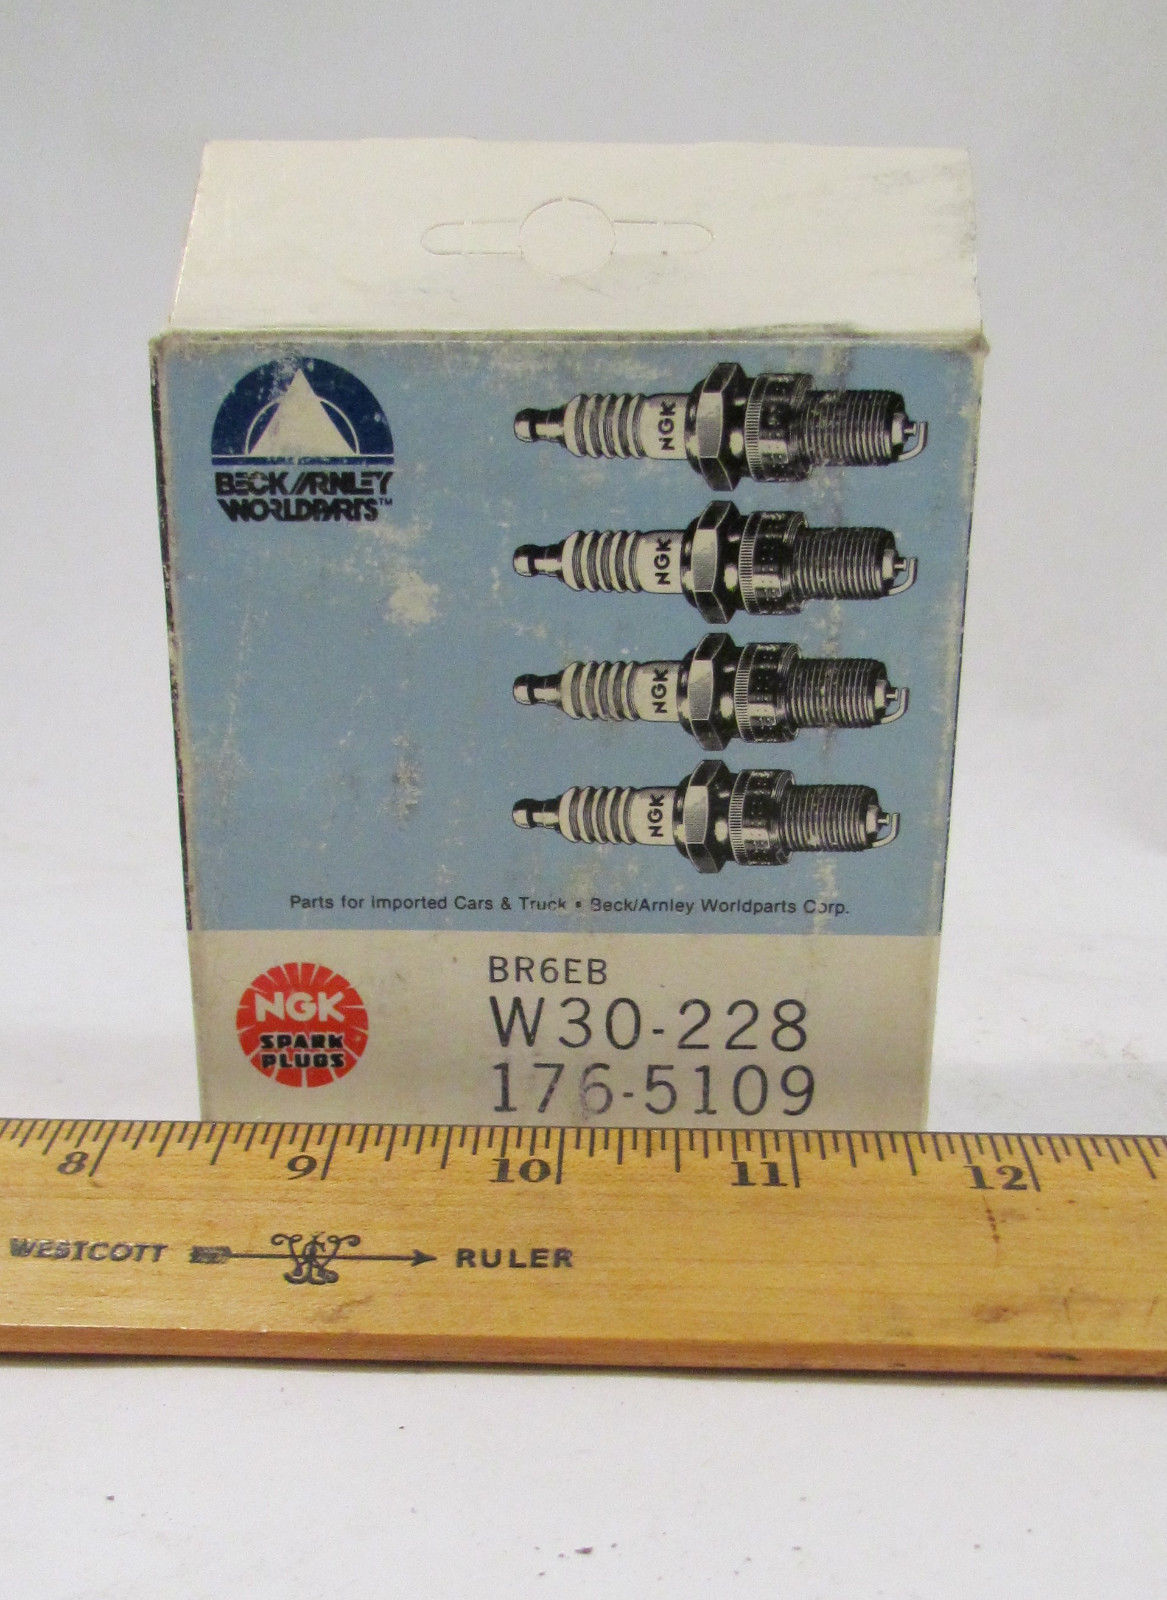 BECK/ARNLEY
WORLDPARTS™
NGK
NGK
NGK
NGK
Parts for Imported Cars & Truck • Beck/Arnley Worldparts Corp.
NGK
SPARK
PLUGS
BR6EB
W30-228
176-5109
8 9 10 11 12
WESTCOTT RULER